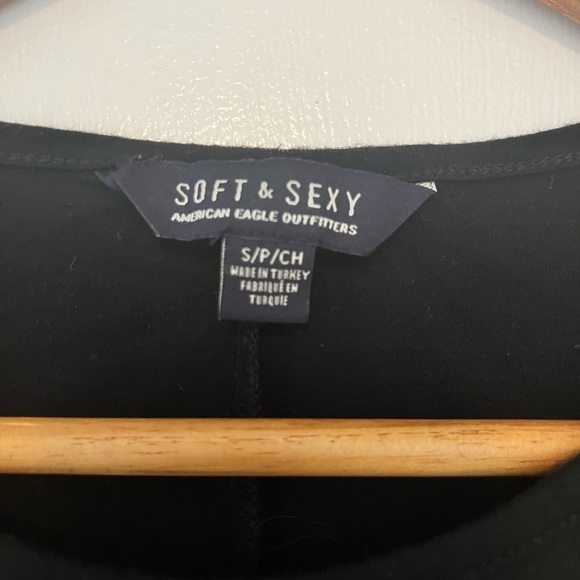 SOFT & SEXY
AMERICAN EAGLE OUTFITTERS
S/P/CH
MADE IN TURKEY
FABRIQUÉ EN
TURQUIE